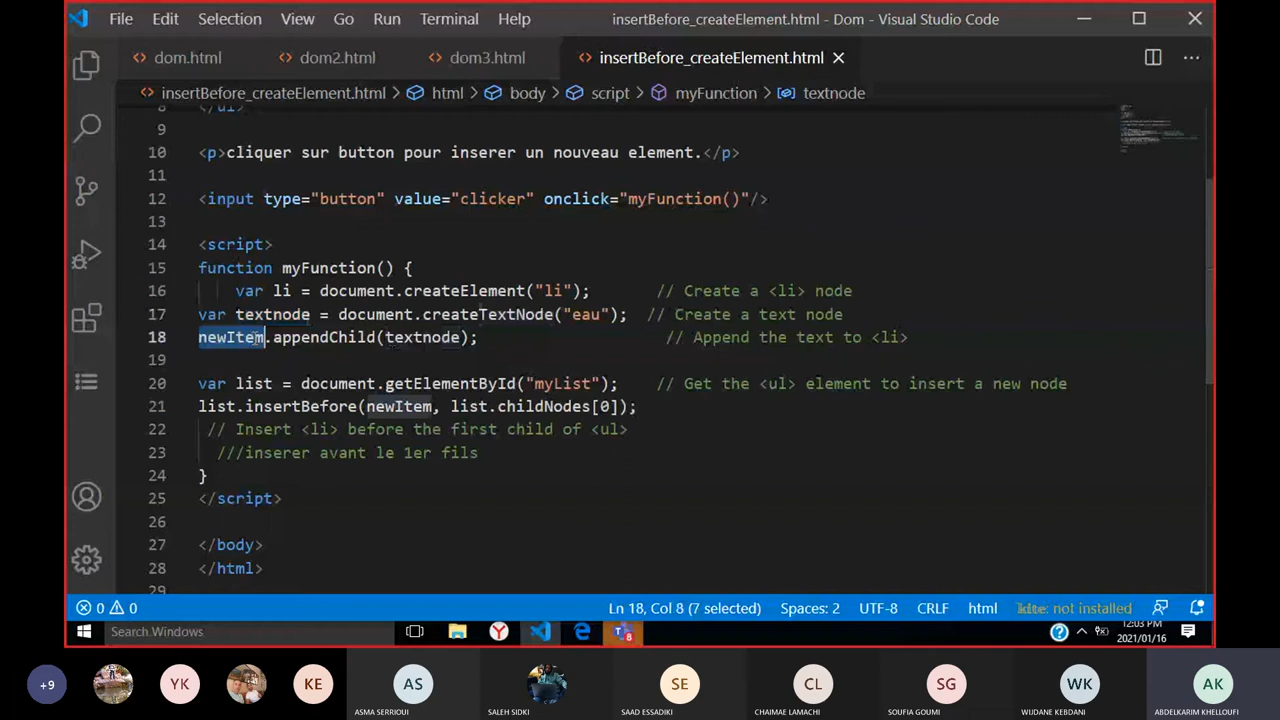 File Edit Selection View Go Run Terminal Help insertBefore_createElement.html - Dom - Visual Studio Code
dom.html dom2.html dom3.html insertBefore_createElement.html
insertBefore_createElement.html > html > body > script > myFunction > textnode
8 </ul>
9
10 <p>cliquer sur button pour inserer un nouveau element.</p>
11
12 <input type="button" value="clicker" onclick="myFunction()"/>
13
14 <script>
15 function myFunction() {
16 var li = document.createElement("li"); // Create a <li> node
17 var textnode = document.createTextNode("eau"); // Create a text node
18 newItem.appendChild(textnode); // Append the text to <li>
19
20 var list = document.getElementById("myList"); // Get the <ul> element to insert a new node
21 list.insertBefore(newItem, list.childNodes[0]);
22 // Insert <li> before the first child of <ul>
23 ///inserer avant le 1er fils
24 }
25 </script>
26
27 </body>
28 </html>
29
0 0 Ln 18, Col 8 (7 selected) Spaces: 2 UTF-8 CRLF html kite: not installed
Search Windows 8 12:03 PM
2021/01/16
+9 YK KE AS SE CL SG WK AK
ASMA SERRIOUI SALEH SIDKI SAAD ESSADIKI CHAIMAE LAMACHI SOUFIA GOUMI WIJDANE KEBDANI ABDELKARIM KHELLOUFI